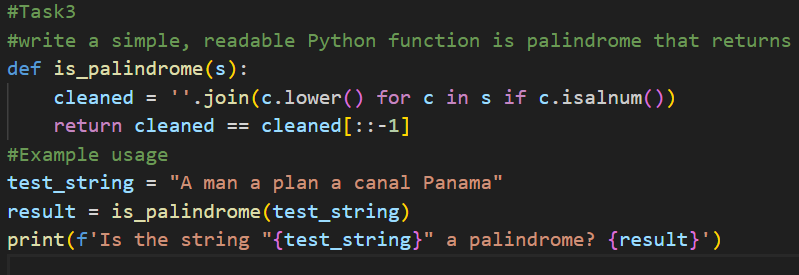 #Task3
#write a simple, readable Python function is palindrome that returns
def is_palindrome(s):
    cleaned = ''.join(c.lower() for c in s if c.isalnum())
    return cleaned == cleaned[::-1]
#Example usage
test_string = "A man a plan a canal Panama"
result = is_palindrome(test_string)
print(f'Is the string "{test_string}" a palindrome? {result}')